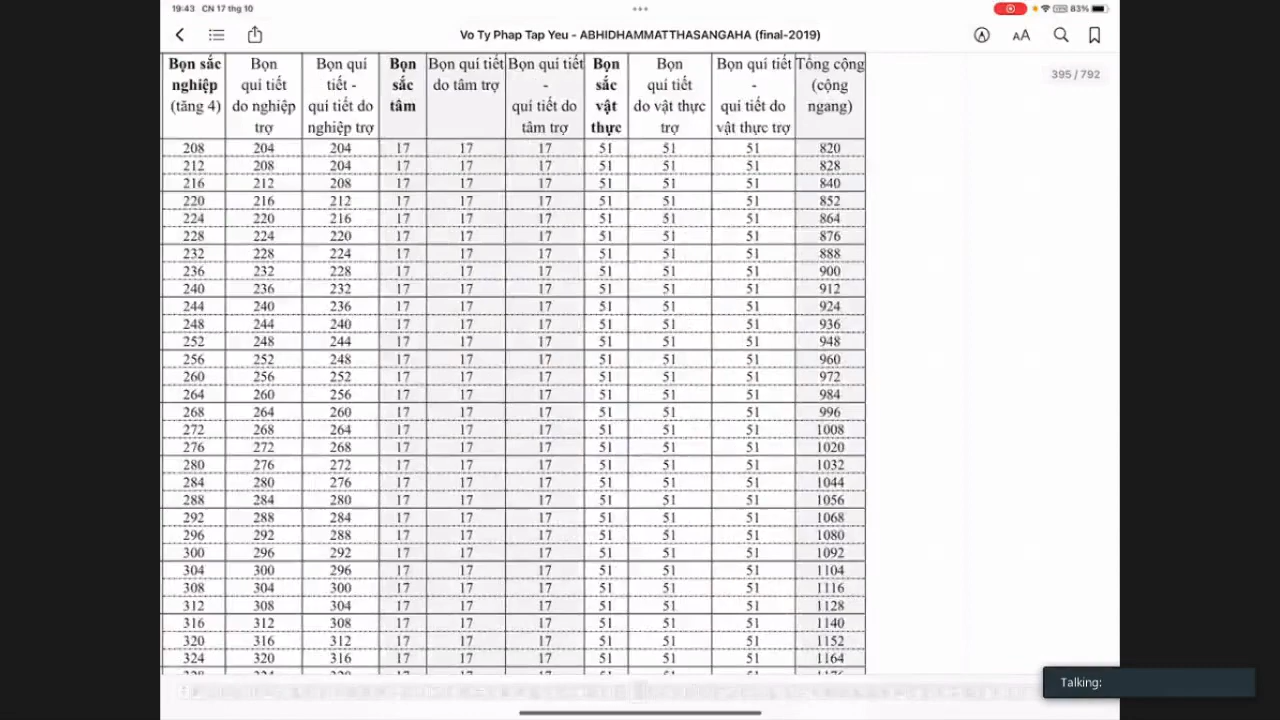 19:43 CN 17 thg 10
83%
Vo Ty Phap Tap Yeu - ABHIDHAMMATTHASANGAHA (final-2019)
AA
395 / 792
Bọn sắc nghiệp (tăng 4) | Bọn quí tiết do nghiệp trợ | Bọn quí tiết - quí tiết do nghiệp trợ | Bọn sắc tâm | Bọn quí tiết do tâm trợ | Bọn quí tiết - quí tiết do tâm trợ | Bọn sắc vật thực | Bọn quí tiết do vật thực trợ | Bọn quí tiết - quí tiết do vật thực trợ | Tổng cộng (cộng ngang)
208 204 204 17 17 17 51 51 51 820
212 208 204 17 17 17 51 51 51 828
216 212 208 17 17 17 51 51 51 840
220 216 212 17 17 17 51 51 51 852
224 220 216 17 17 17 51 51 51 864
228 224 220 17 17 17 51 51 51 876
232 228 224 17 17 17 51 51 51 888
236 232 228 17 17 17 51 51 51 900
240 236 232 17 17 17 51 51 51 912
244 240 236 17 17 17 51 51 51 924
248 244 240 17 17 17 51 51 51 936
252 248 244 17 17 17 51 51 51 948
256 252 248 17 17 17 51 51 51 960
260 256 252 17 17 17 51 51 51 972
264 260 256 17 17 17 51 51 51 984
268 264 260 17 17 17 51 51 51 996
272 268 264 17 17 17 51 51 51 1008
276 272 268 17 17 17 51 51 51 1020
280 276 272 17 17 17 51 51 51 1032
284 280 276 17 17 17 51 51 51 1044
288 284 280 17 17 17 51 51 51 1056
292 288 284 17 17 17 51 51 51 1068
296 292 288 17 17 17 51 51 51 1080
300 296 292 17 17 17 51 51 51 1092
304 300 296 17 17 17 51 51 51 1104
308 304 300 17 17 17 51 51 51 1116
312 308 304 17 17 17 51 51 51 1128
316 312 308 17 17 17 51 51 51 1140
320 316 312 17 17 17 51 51 51 1152
324 320 316 17 17 17 51 51 51 1164
Talking: